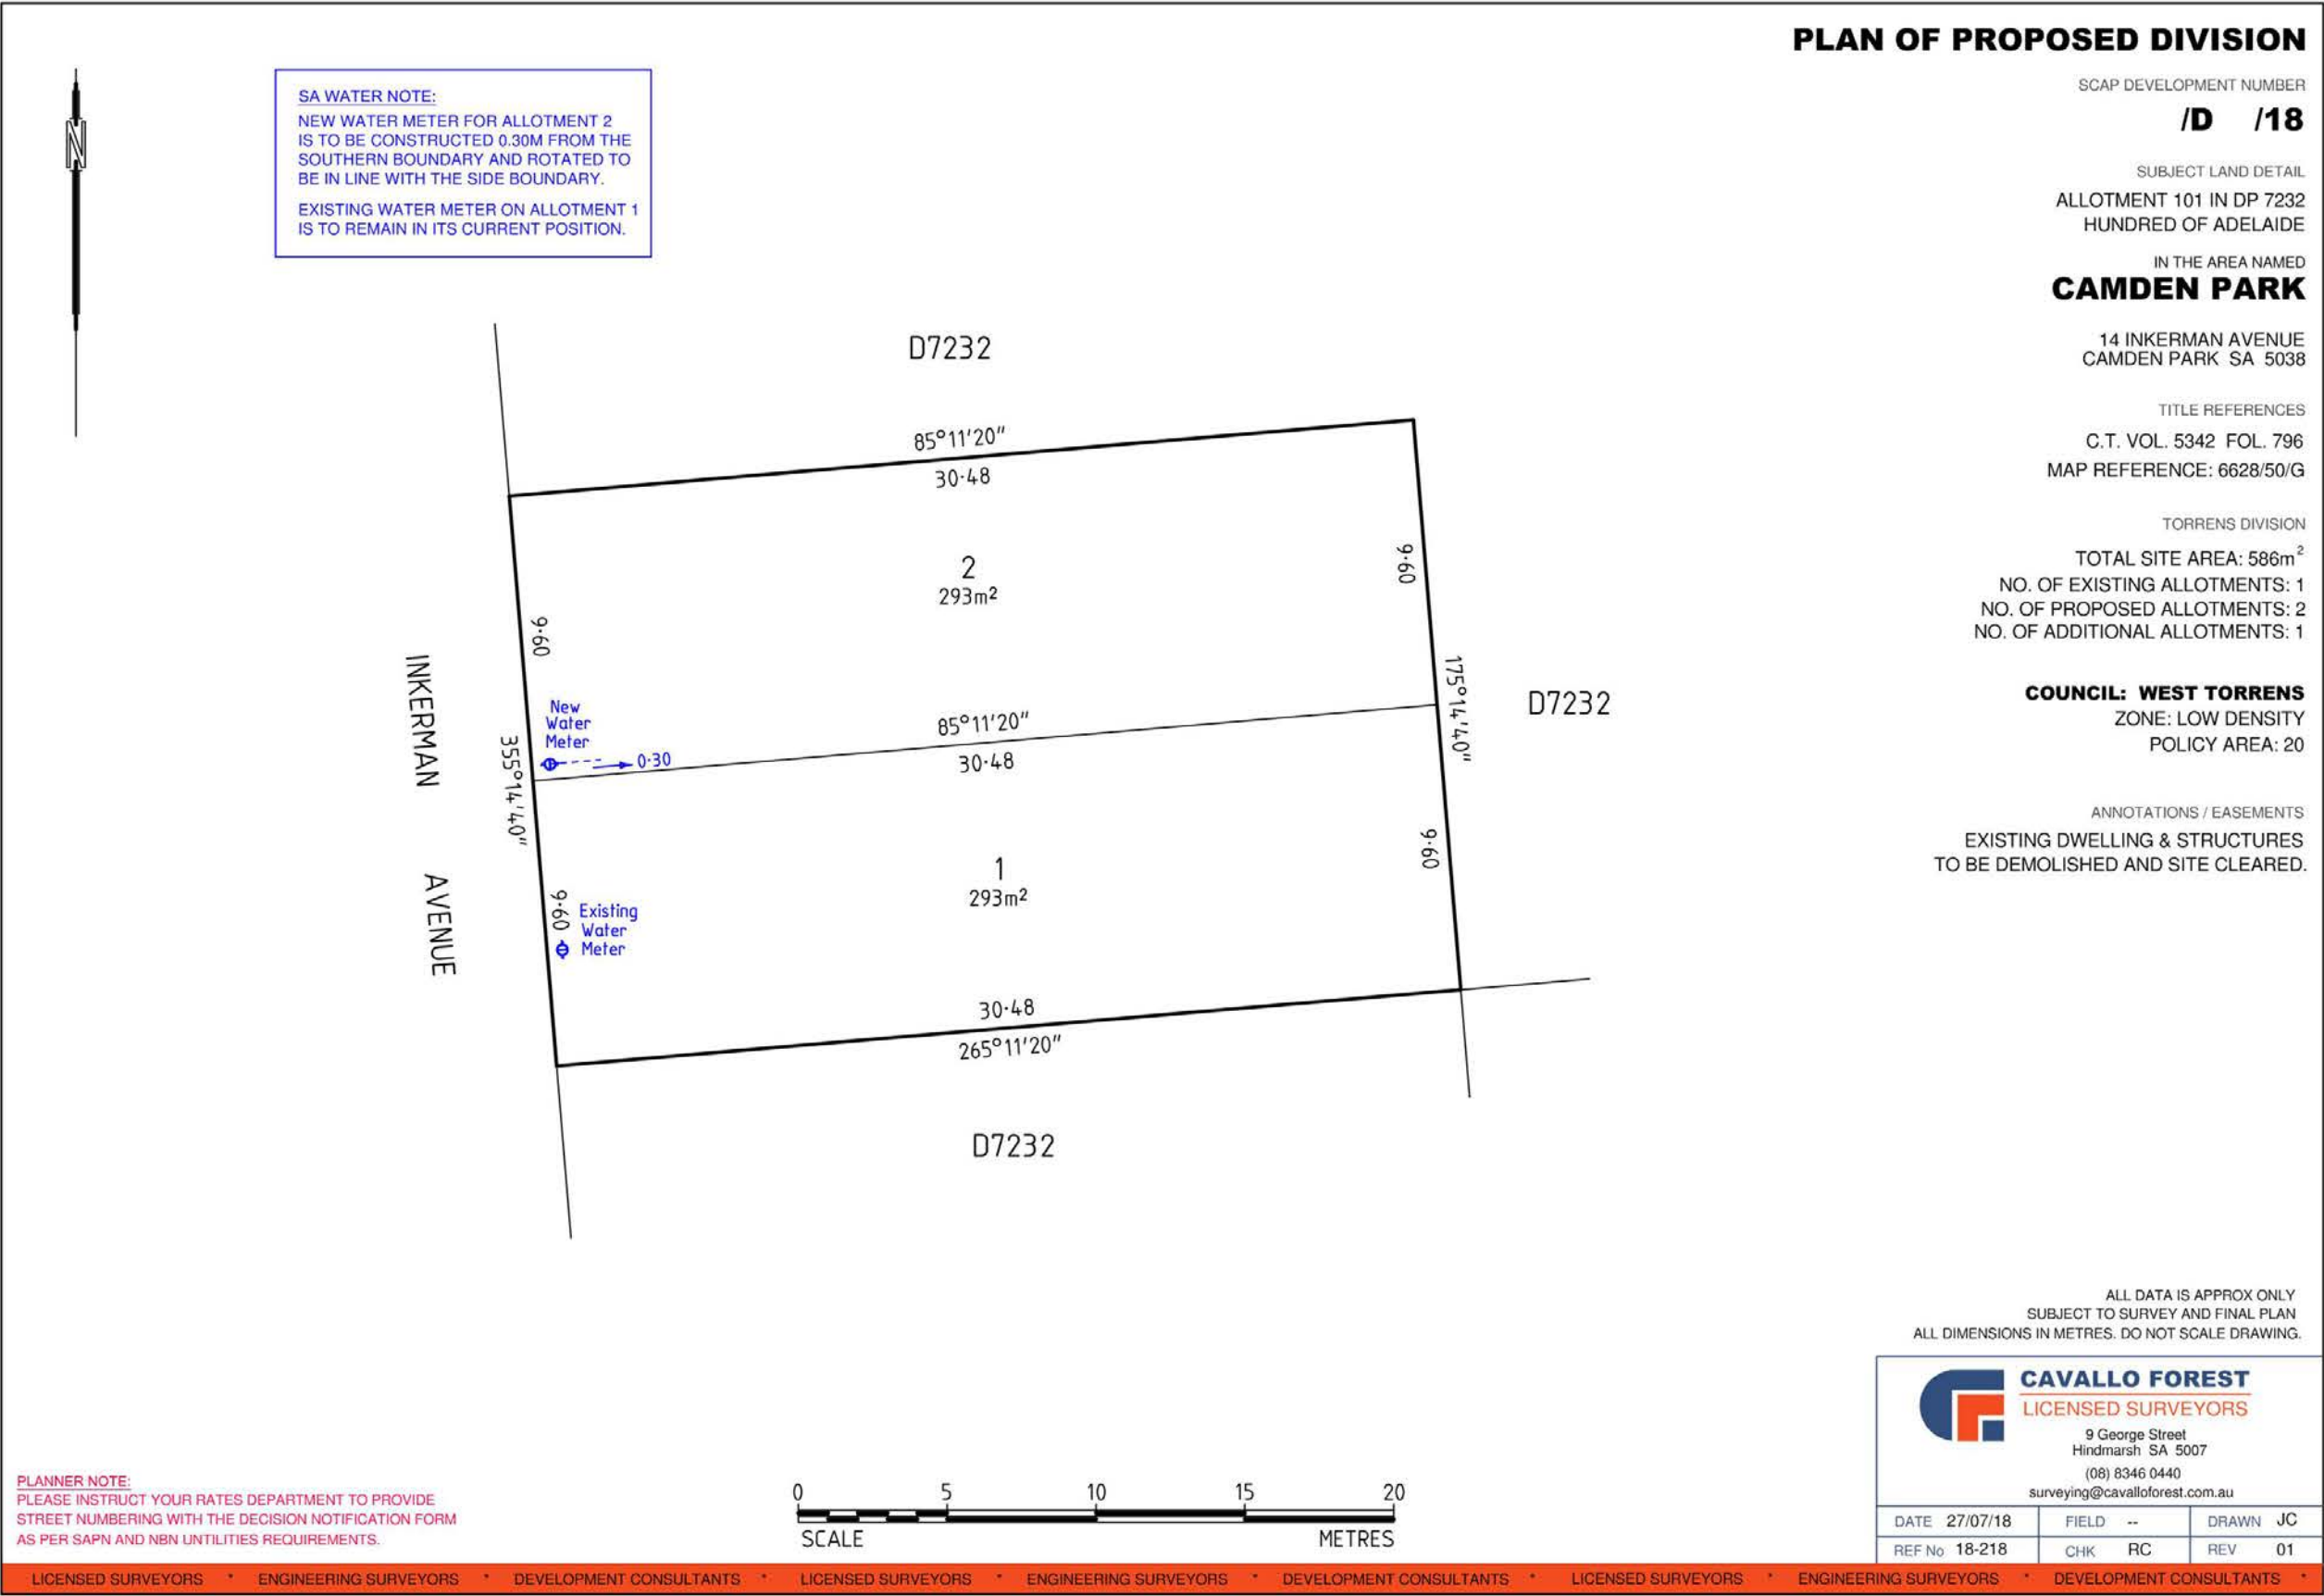 PLAN OF PROPOSED DIVISION
SCAP DEVELOPMENT NUMBER
/D /18
SUBJECT LAND DETAIL
ALLOTMENT 101 IN DP 7232
HUNDRED OF ADELAIDE
IN THE AREA NAMED
CAMDEN PARK
14 INKERMAN AVENUE
CAMDEN PARK SA 5038
TITLE REFERENCES
C.T. VOL. 5342 FOL. 796
MAP REFERENCE: 6628/50/G
TORRENS DIVISION
TOTAL SITE AREA: 586m²
NO. OF EXISTING ALLOTMENTS: 1
NO. OF PROPOSED ALLOTMENTS: 2
NO. OF ADDITIONAL ALLOTMENTS: 1
COUNCIL: WEST TORRENS
ZONE: LOW DENSITY
POLICY AREA: 20
ANNOTATIONS / EASEMENTS
EXISTING DWELLING & STRUCTURES
TO BE DEMOLISHED AND SITE CLEARED.
N
SA WATER NOTE:
NEW WATER METER FOR ALLOTMENT 2
IS TO BE CONSTRUCTED 0.30M FROM THE
SOUTHERN BOUNDARY AND ROTATED TO
BE IN LINE WITH THE SIDE BOUNDARY.
EXISTING WATER METER ON ALLOTMENT 1
IS TO REMAIN IN ITS CURRENT POSITION.
D7232
85°11'20"
30·48
2
293m²
9·60
9·60
INKERMAN AVENUE
355°14'40"
New
Water
Meter
0·30
85°11'20"
30·48
175°14'40"
D7232
1
293m²
9·60
9·60
Existing
Water
Meter
30·48
265°11'20"
D7232
ALL DATA IS APPROX ONLY
SUBJECT TO SURVEY AND FINAL PLAN
ALL DIMENSIONS IN METRES. DO NOT SCALE DRAWING.
CAVALLO FOREST
LICENSED SURVEYORS
9 George Street
Hindmarsh SA 5007
(08) 8346 0440
surveying@cavalloforest.com.au
DATE 27/07/18 FIELD -- DRAWN JC
REF No 18-218 CHK RC REV 01
PLANNER NOTE:
PLEASE INSTRUCT YOUR RATES DEPARTMENT TO PROVIDE
STREET NUMBERING WITH THE DECISION NOTIFICATION FORM
AS PER SAPN AND NBN UNTILITIES REQUIREMENTS.
0 5 10 15 20
SCALE METRES
LICENSED SURVEYORS * ENGINEERING SURVEYORS * DEVELOPMENT CONSULTANTS * LICENSED SURVEYORS * ENGINEERING SURVEYORS * DEVELOPMENT CONSULTANTS * LICENSED SURVEYORS * ENGINEERING SURVEYORS * DEVELOPMENT CONSULTANTS *